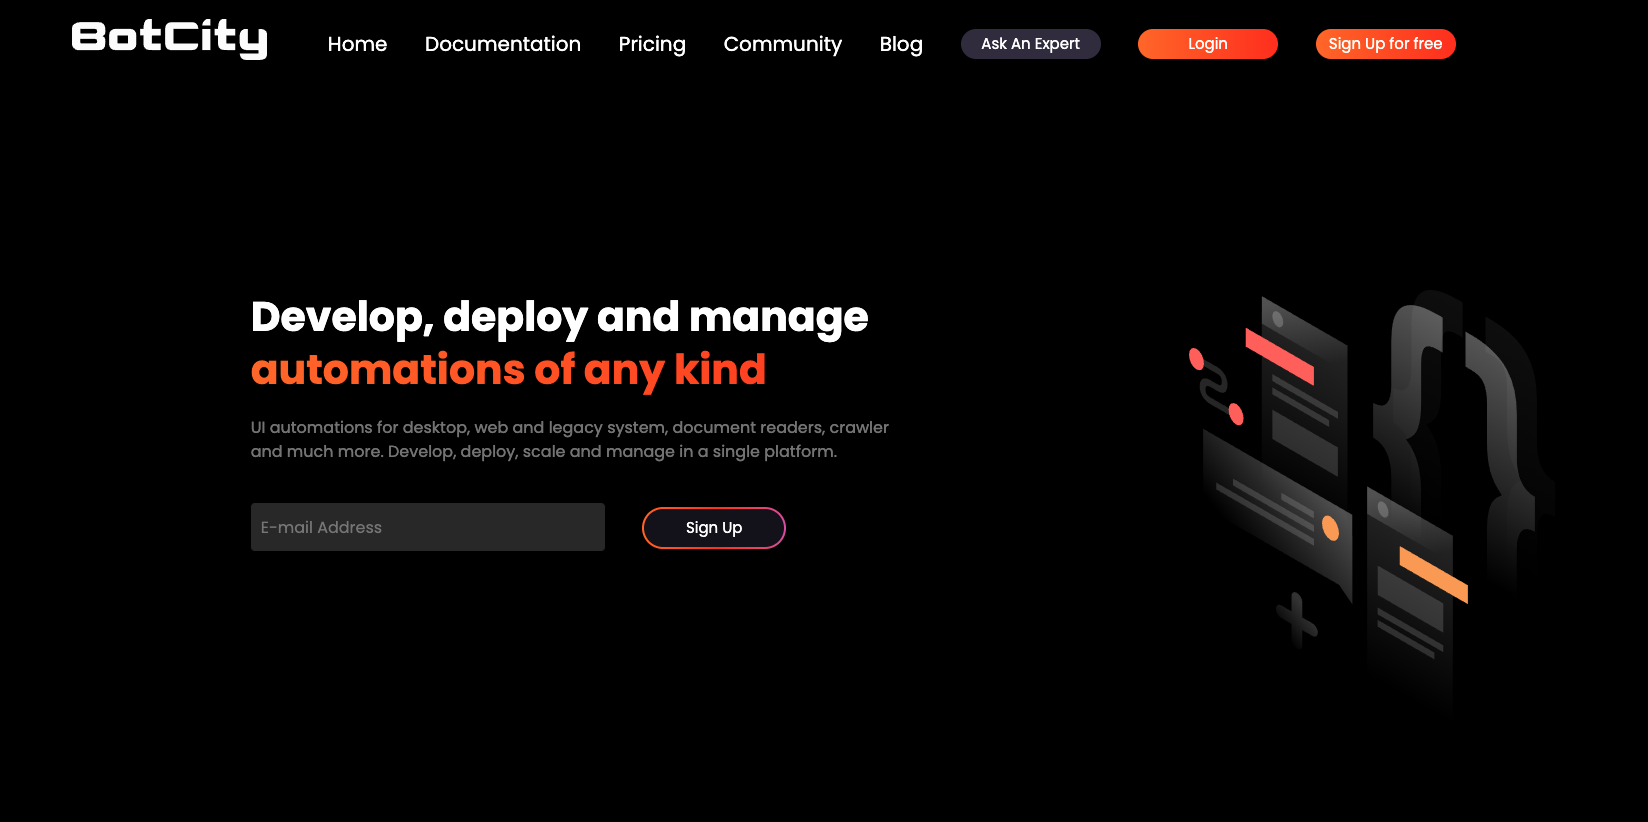 BotCity
Home Documentation Pricing Community Blog Ask An Expert Login Sign Up for free
Develop, deploy and manage
automations of any kind
UI automations for desktop, web and legacy system, document readers, crawler
and much more. Develop, deploy, scale and manage in a single platform.
E-mail Address Sign Up